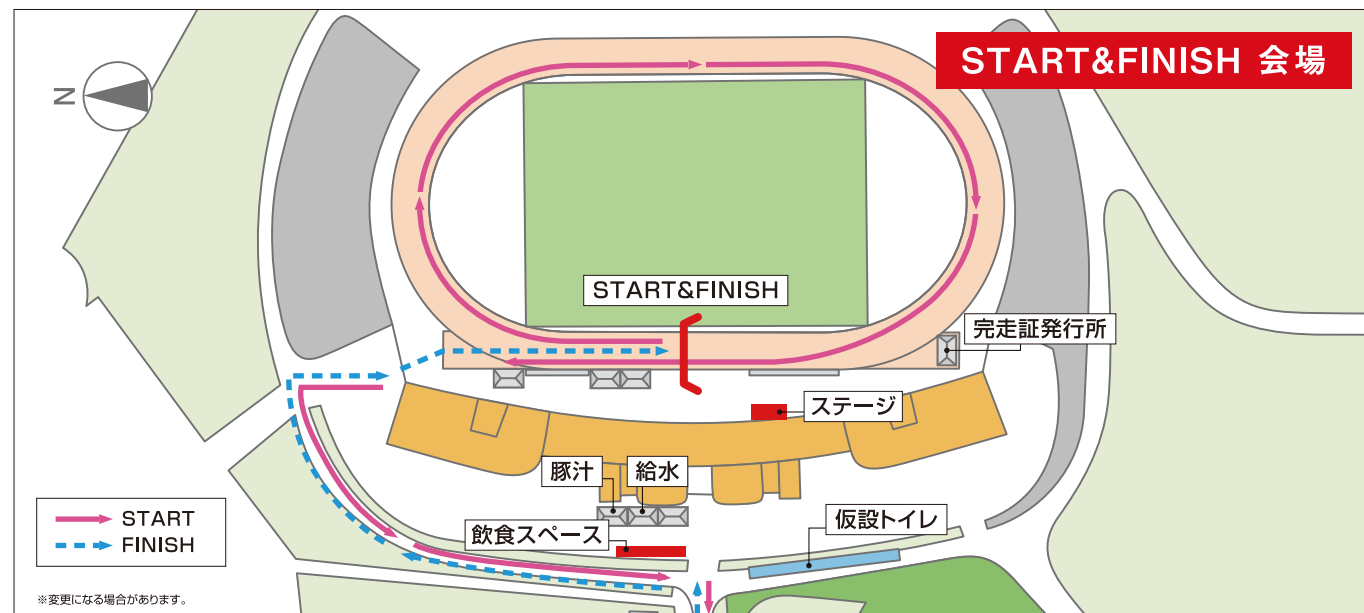 START&FINISH 会場
N
START&FINISH
完走証発行所
ステージ
豚汁
給水
飲食スペース
仮設トイレ
START
FINISH
※変更になる場合があります。